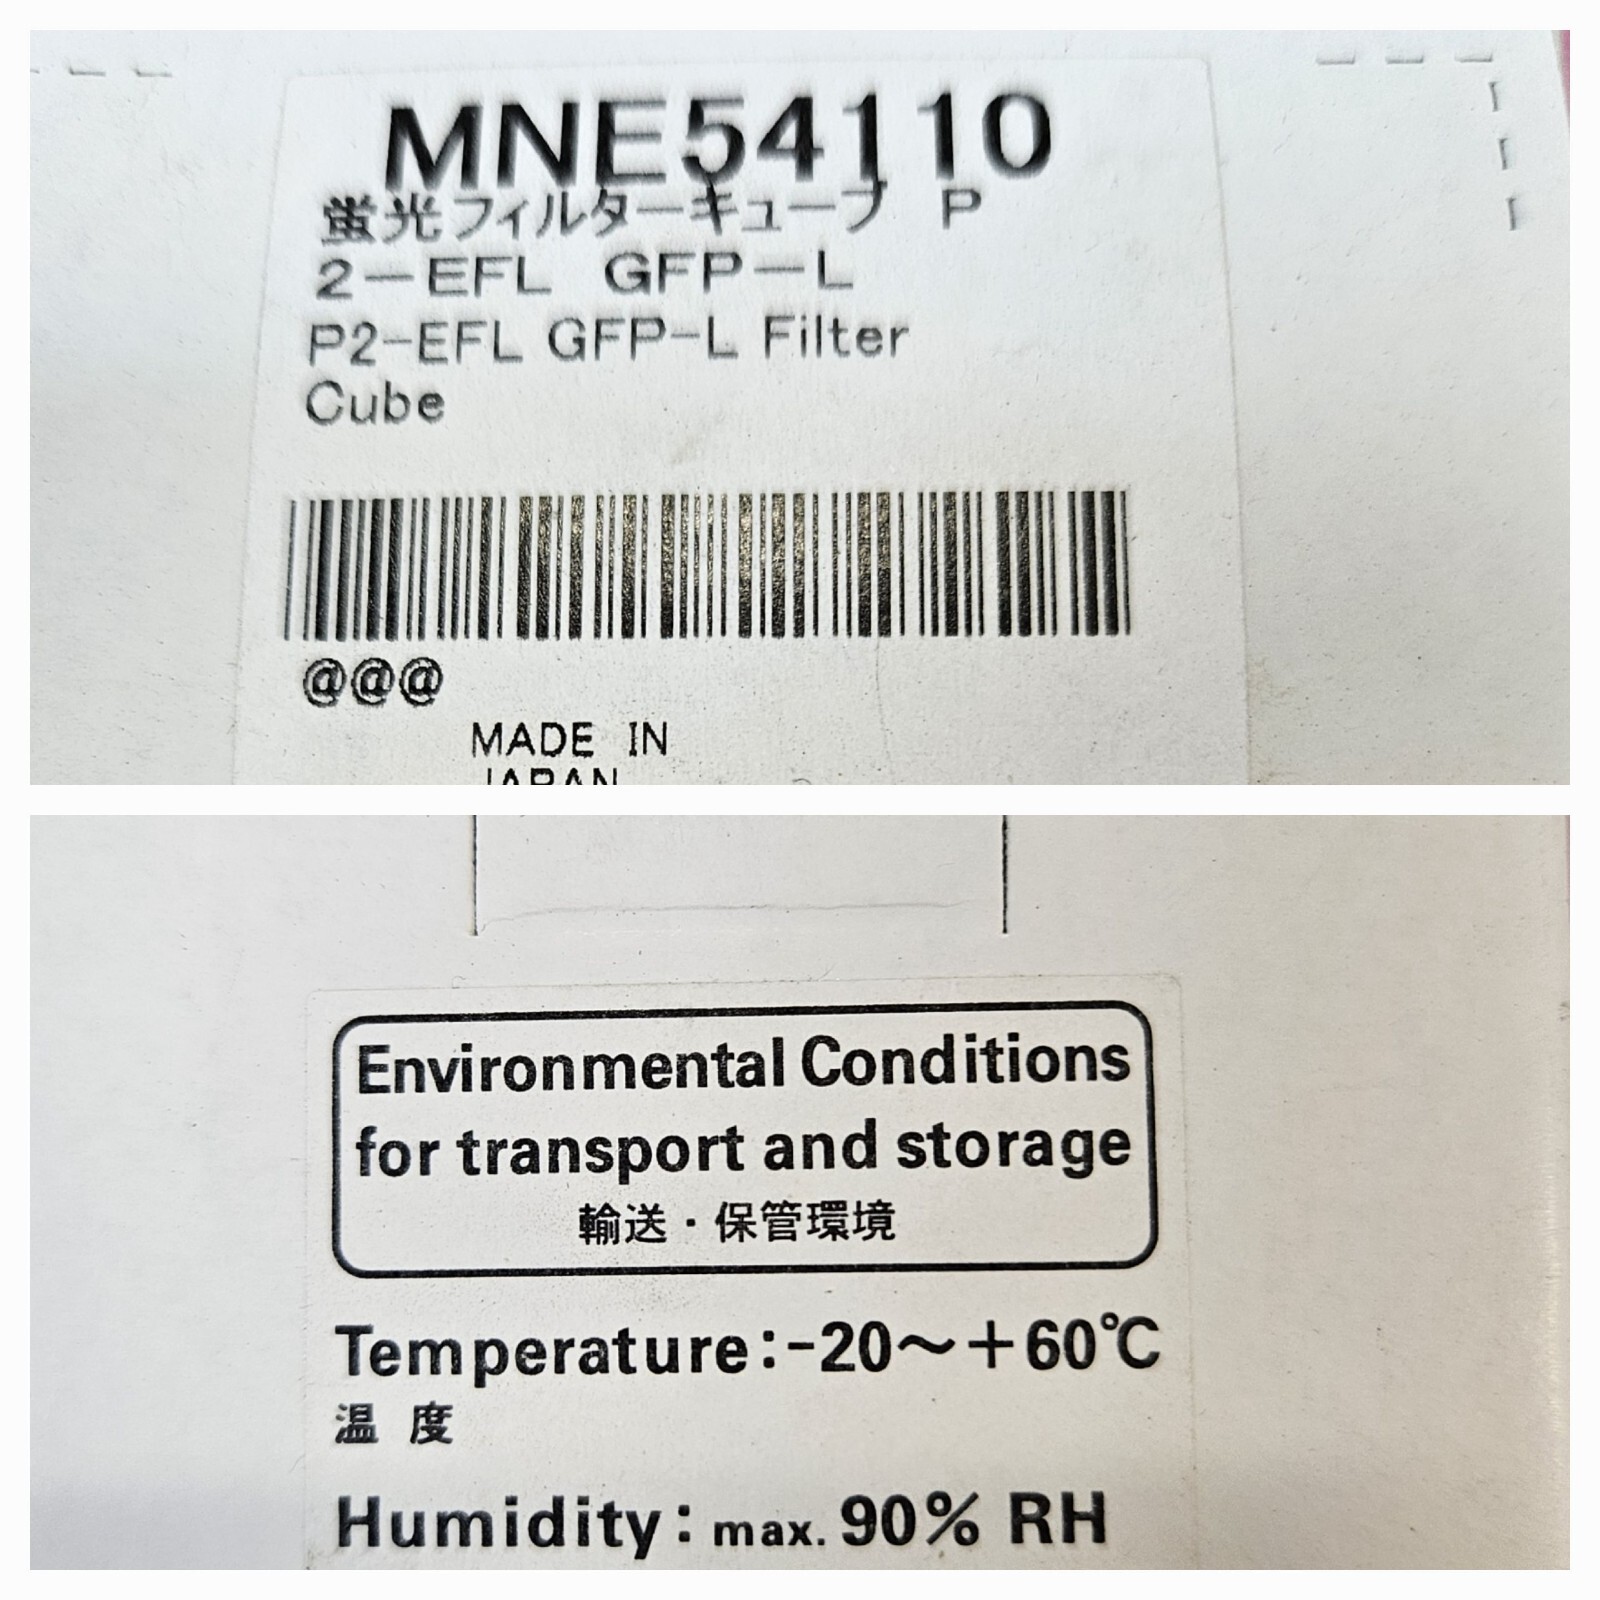 MNE54110
蛍光フィルターキューブ　P
2－EFL　GFP－L
P2-EFL GFP-L Filter
Cube
@@@
MADE IN
JAPAN
Environmental Conditions
for transport and storage
輸送・保管環境
Temperature:-20〜+60℃
温 度
Humidity: max. 90% RH